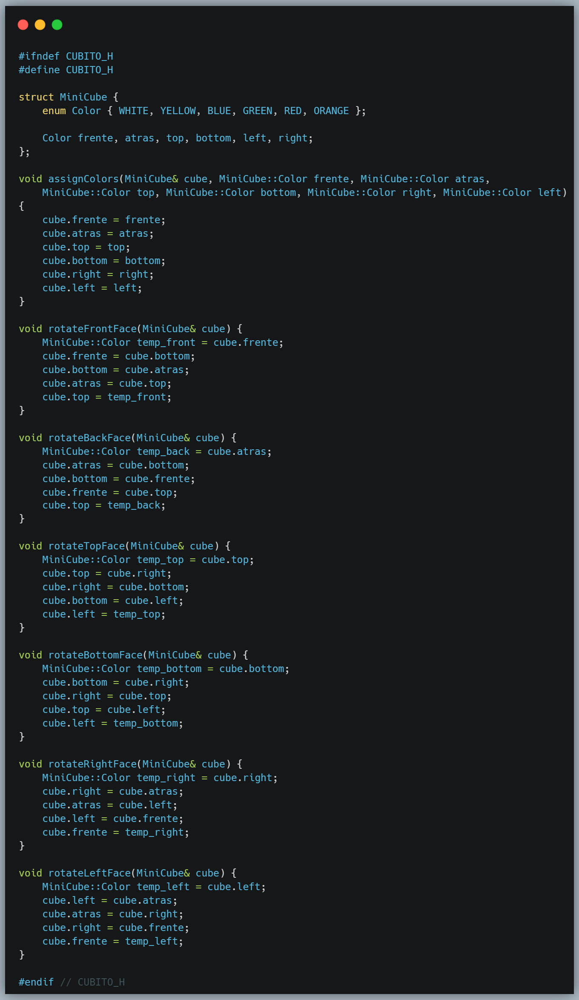 #ifndef CUBITO_H
#define CUBITO_H
struct MiniCube {
    enum Color { WHITE, YELLOW, BLUE, GREEN, RED, ORANGE };
    Color frente, atras, top, bottom, left, right;
};
void assignColors(MiniCube& cube, MiniCube::Color frente, MiniCube::Color atras,
    MiniCube::Color top, MiniCube::Color bottom, MiniCube::Color right, MiniCube::Color left)
{
    cube.frente = frente;
    cube.atras = atras;
    cube.top = top;
    cube.bottom = bottom;
    cube.right = right;
    cube.left = left;
}
void rotateFrontFace(MiniCube& cube) {
    MiniCube::Color temp_front = cube.frente;
    cube.frente = cube.bottom;
    cube.bottom = cube.atras;
    cube.atras = cube.top;
    cube.top = temp_front;
}
void rotateBackFace(MiniCube& cube) {
    MiniCube::Color temp_back = cube.atras;
    cube.atras = cube.bottom;
    cube.bottom = cube.frente;
    cube.frente = cube.top;
    cube.top = temp_back;
}
void rotateTopFace(MiniCube& cube) {
    MiniCube::Color temp_top = cube.top;
    cube.top = cube.right;
    cube.right = cube.bottom;
    cube.bottom = cube.left;
    cube.left = temp_top;
}
void rotateBottomFace(MiniCube& cube) {
    MiniCube::Color temp_bottom = cube.bottom;
    cube.bottom = cube.right;
    cube.right = cube.top;
    cube.top = cube.left;
    cube.left = temp_bottom;
}
void rotateRightFace(MiniCube& cube) {
    MiniCube::Color temp_right = cube.right;
    cube.right = cube.atras;
    cube.atras = cube.left;
    cube.left = cube.frente;
    cube.frente = temp_right;
}
void rotateLeftFace(MiniCube& cube) {
    MiniCube::Color temp_left = cube.left;
    cube.left = cube.atras;
    cube.atras = cube.right;
    cube.right = cube.frente;
    cube.frente = temp_left;
}
#endif // CUBITO_H